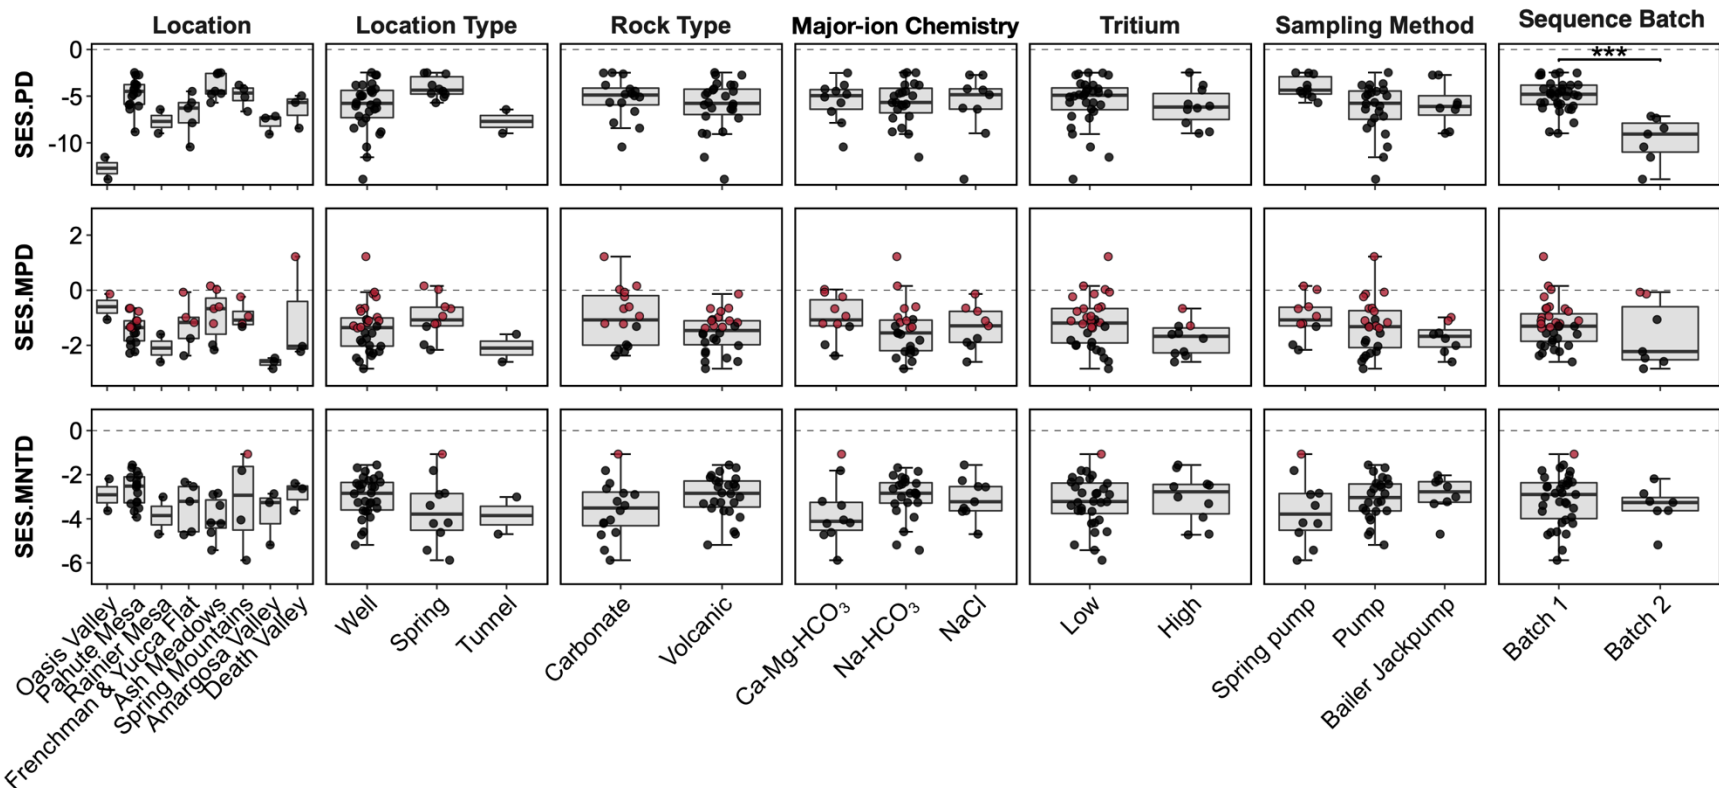 Location
Location Type
Rock Type
Major-ion Chemistry
Tritium
Sampling Method
Sequence Batch
SES.PD
0
-5
-10
***
SES.MPD
2
0
-2
SES.MNTD
0
-2
-4
-6
Oasis Valley
Pahute Mesa
Rainier Mesa
Frenchman & Yucca Flat
Ash Meadows
Spring Mountains
Amargosa Valley
Death Valley
Well
Spring
Tunnel
Carbonate
Volcanic
Ca-Mg-HCO₃
Na-HCO₃
NaCl
Low
High
Spring pump
Pump
Bailer Jackpump
Batch 1
Batch 2